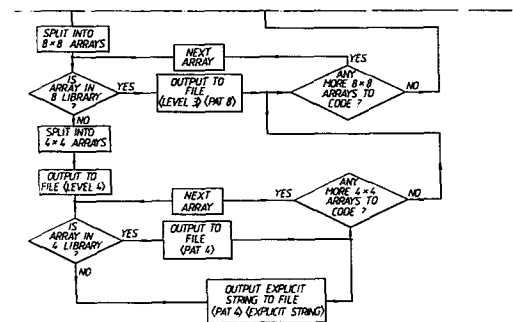 SPLIT INTO
8 × 8 ARRAYS
NEXT
ARRAY
YES
IS
ARRAY IN
8 LIBRARY
?
YES
OUTPUT TO
FILE
⟨LEVEL 3⟩ ⟨PAT 8⟩
ANY
MORE 8 × 8
ARRAYS TO
CODE ?
NO
NO
SPLIT INTO
4 × 4 ARRAYS
OUTPUT TO
FILE ⟨LEVEL 4⟩
NEXT
ARRAY
YES
ANY
MORE 4 × 4
ARRAYS TO
CODE ?
NO
IS
ARRAY IN
4 LIBRARY
?
YES
OUTPUT TO
FILE
⟨PAT 4⟩
NO
OUTPUT EXPLICIT
STRING TO FILE
⟨PAT 4⟩ ⟨EXPLICIT STRING⟩